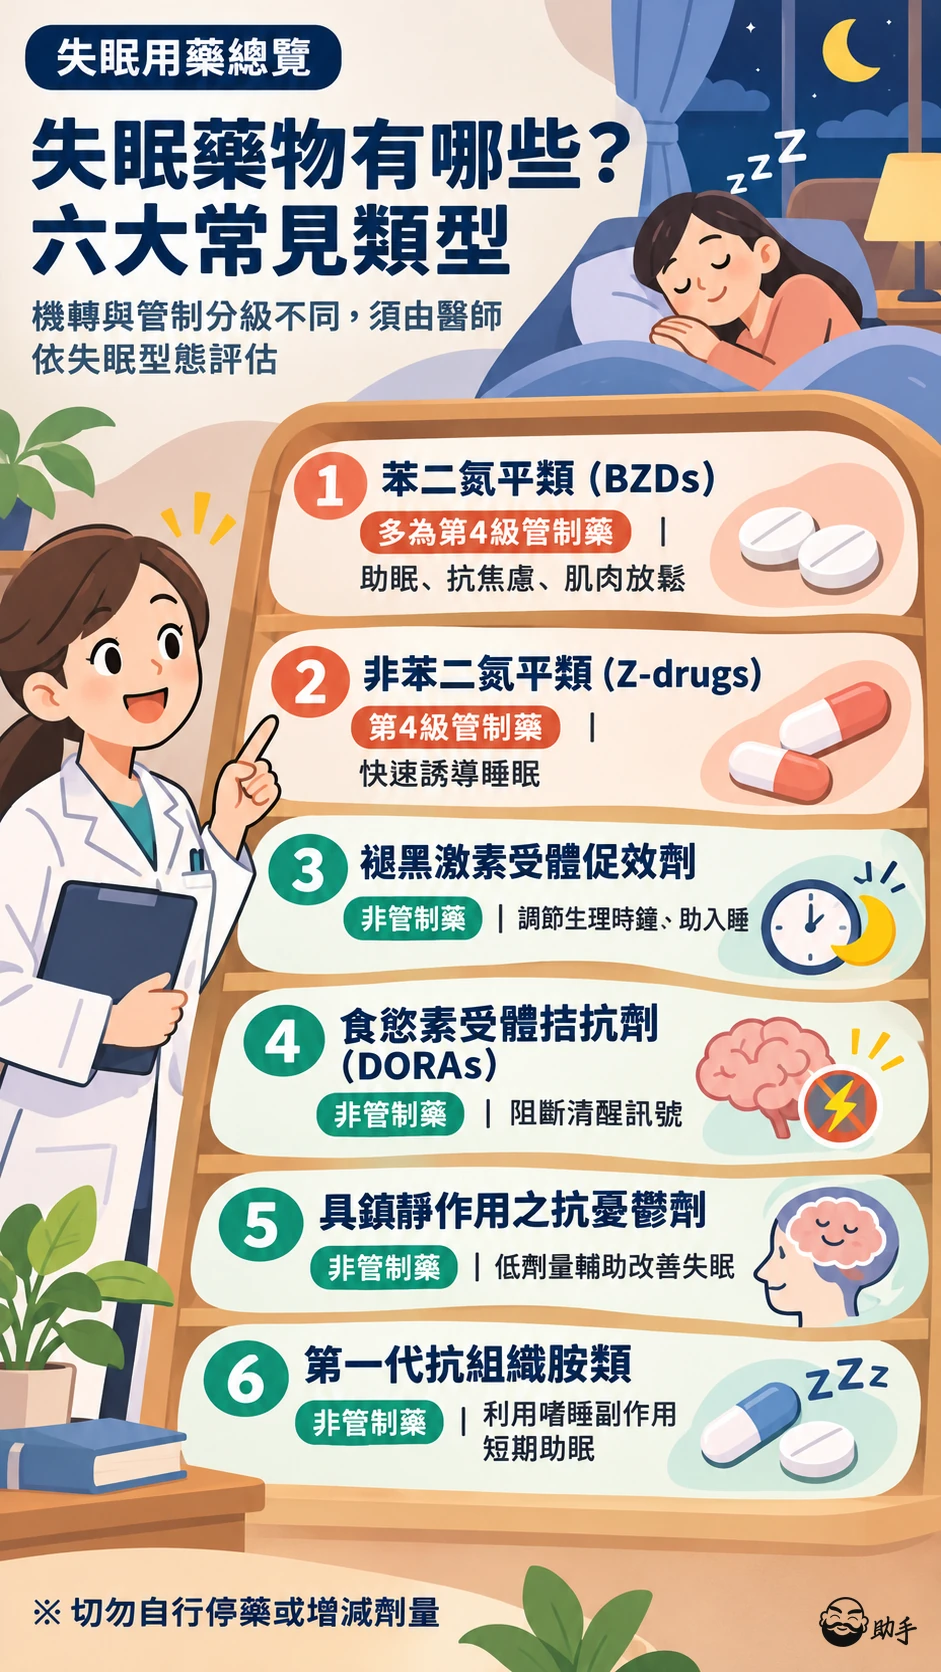 失眠用藥總覽
失眠藥物有哪些？
六大常見類型
機轉與管制分級不同，須由醫師
依失眠型態評估
zzZ
1 苯二氮平類 (BZDs)
多為第4級管制藥 |
助眠、抗焦慮、肌肉放鬆
2 非苯二氮平類 (Z-drugs)
第4級管制藥 |
快速誘導睡眠
3 褪黑激素受體促效劑
非管制藥 | 調節生理時鐘、助入睡
4 食慾素受體拮抗劑
(DORAs)
非管制藥 | 阻斷清醒訊號
5 具鎮靜作用之抗憂鬱劑
非管制藥 | 低劑量輔助改善失眠
6 第一代抗組織胺類
非管制藥 | 利用嗜睡副作用
短期助眠
zZZz
※ 切勿自行停藥或增減劑量
助手